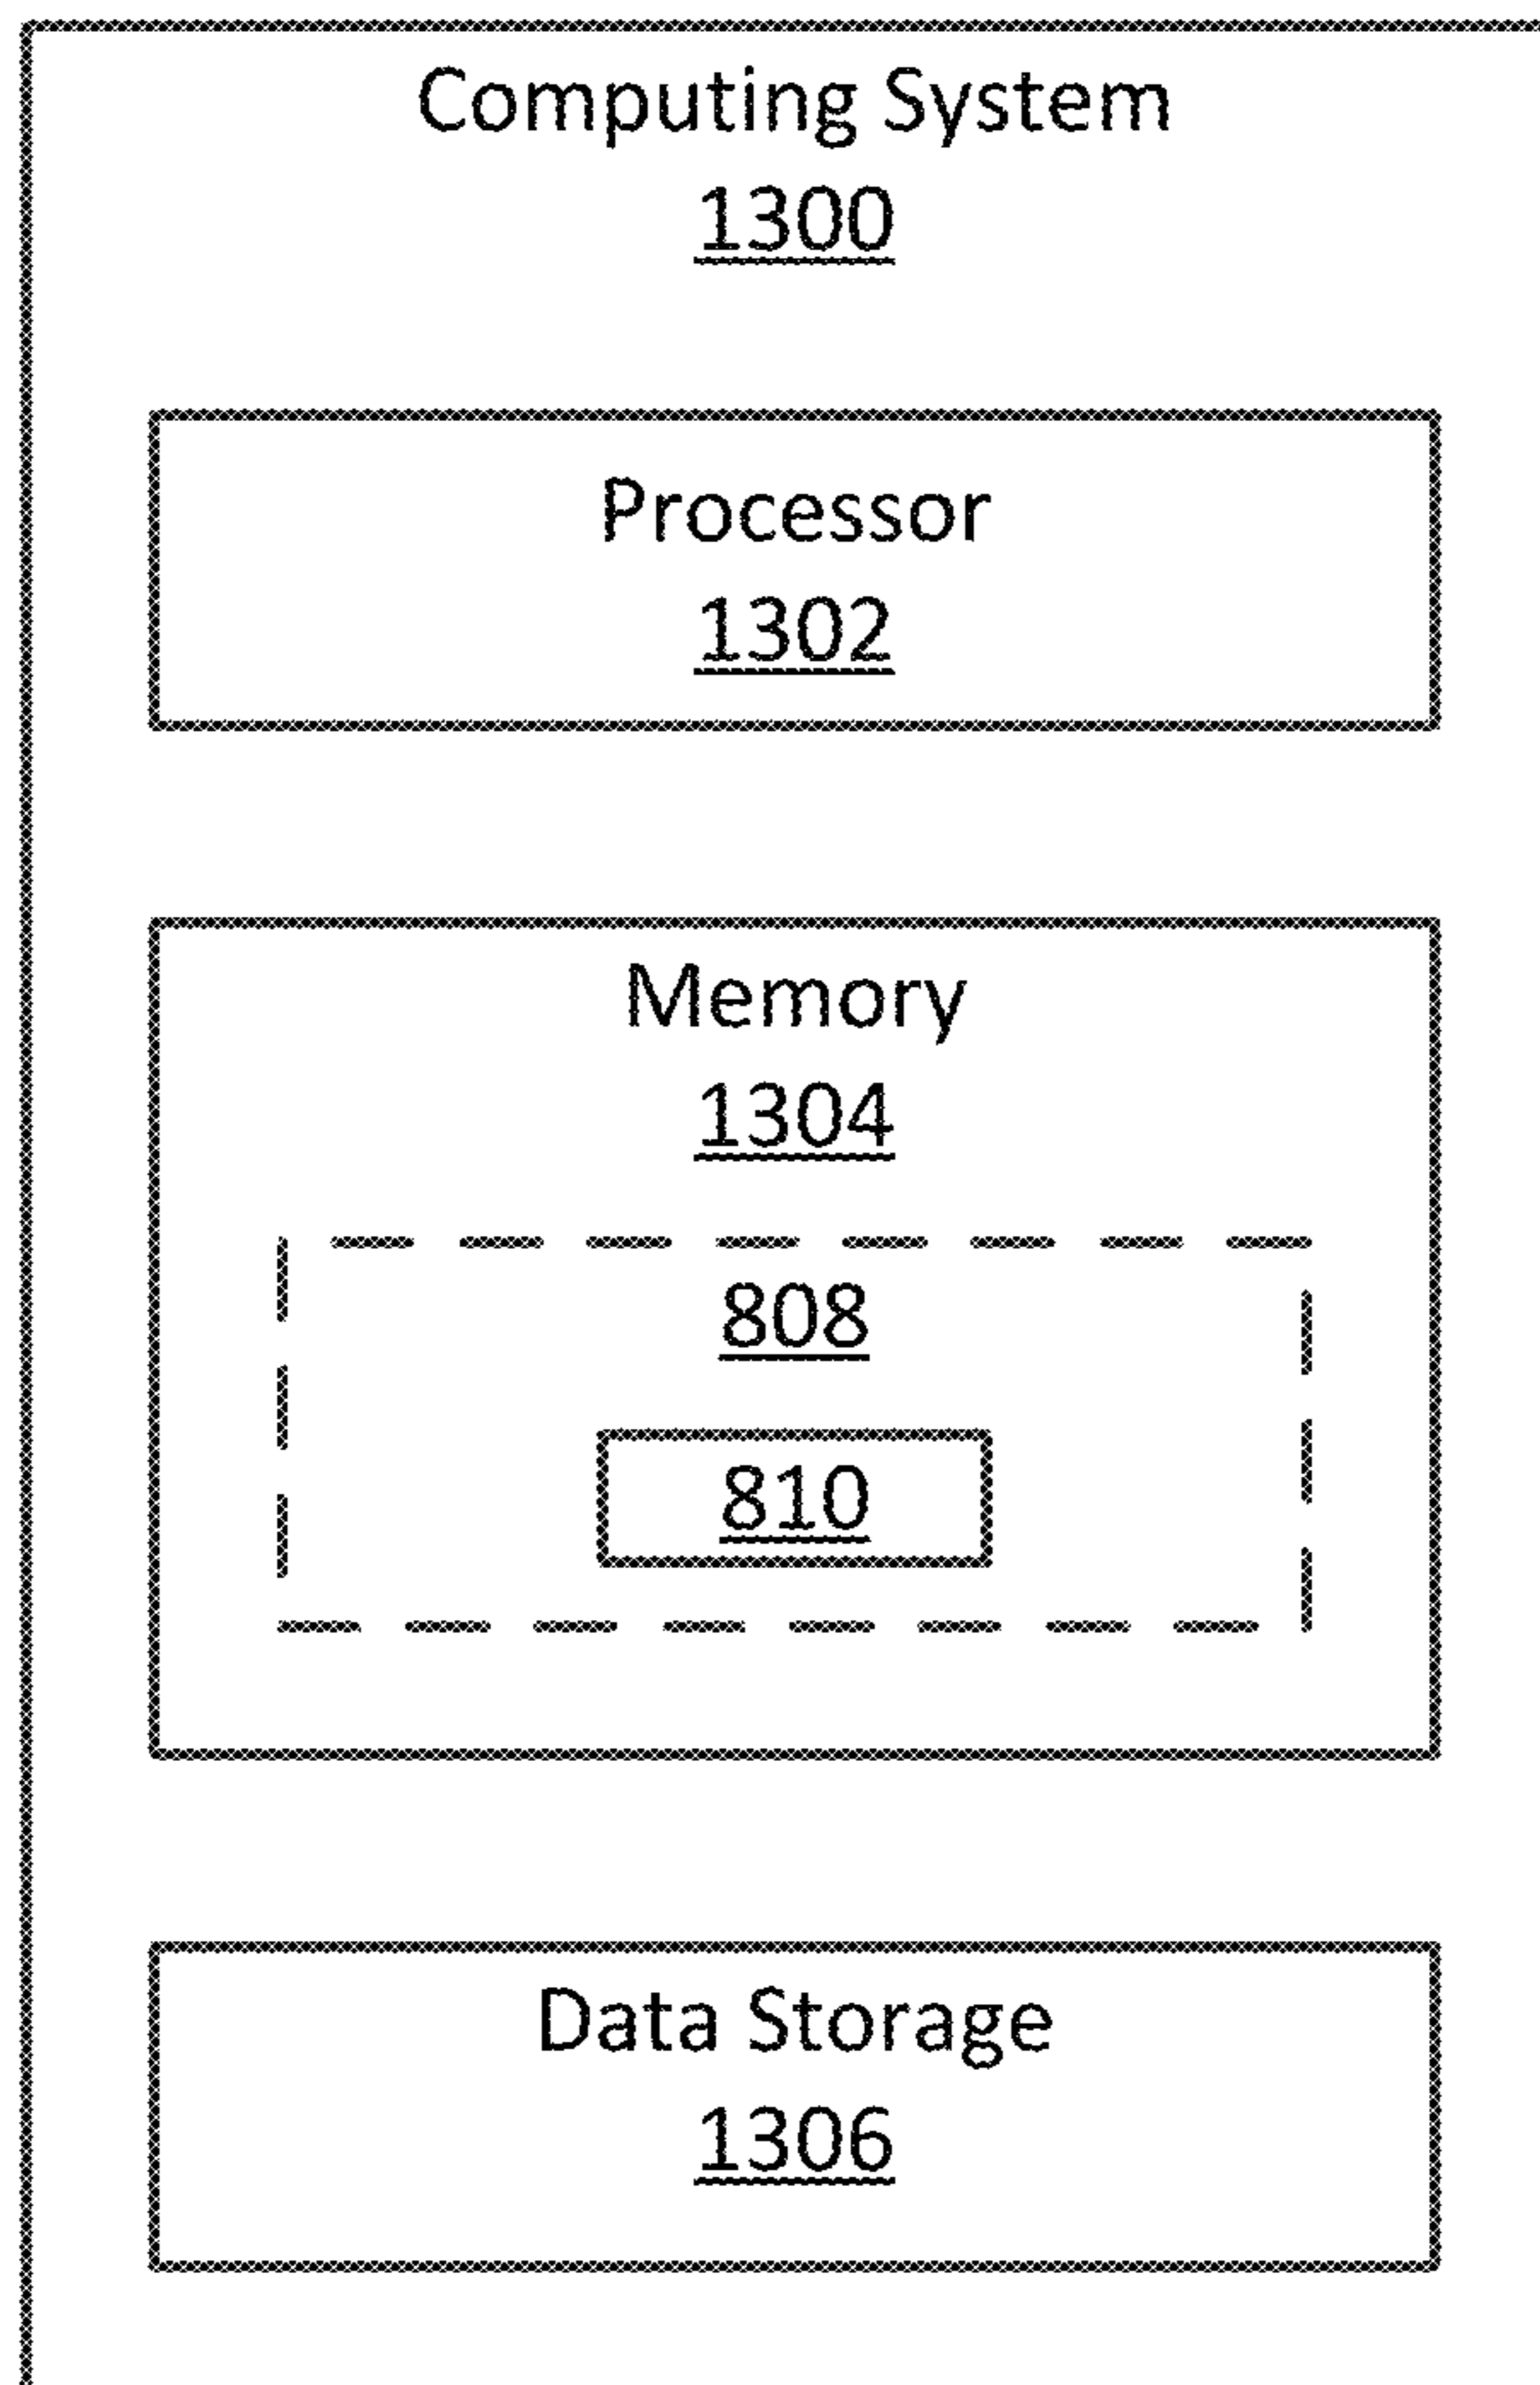 Computing System
1300
Processor
1302
Memory
1304
808
810
Data Storage
1306